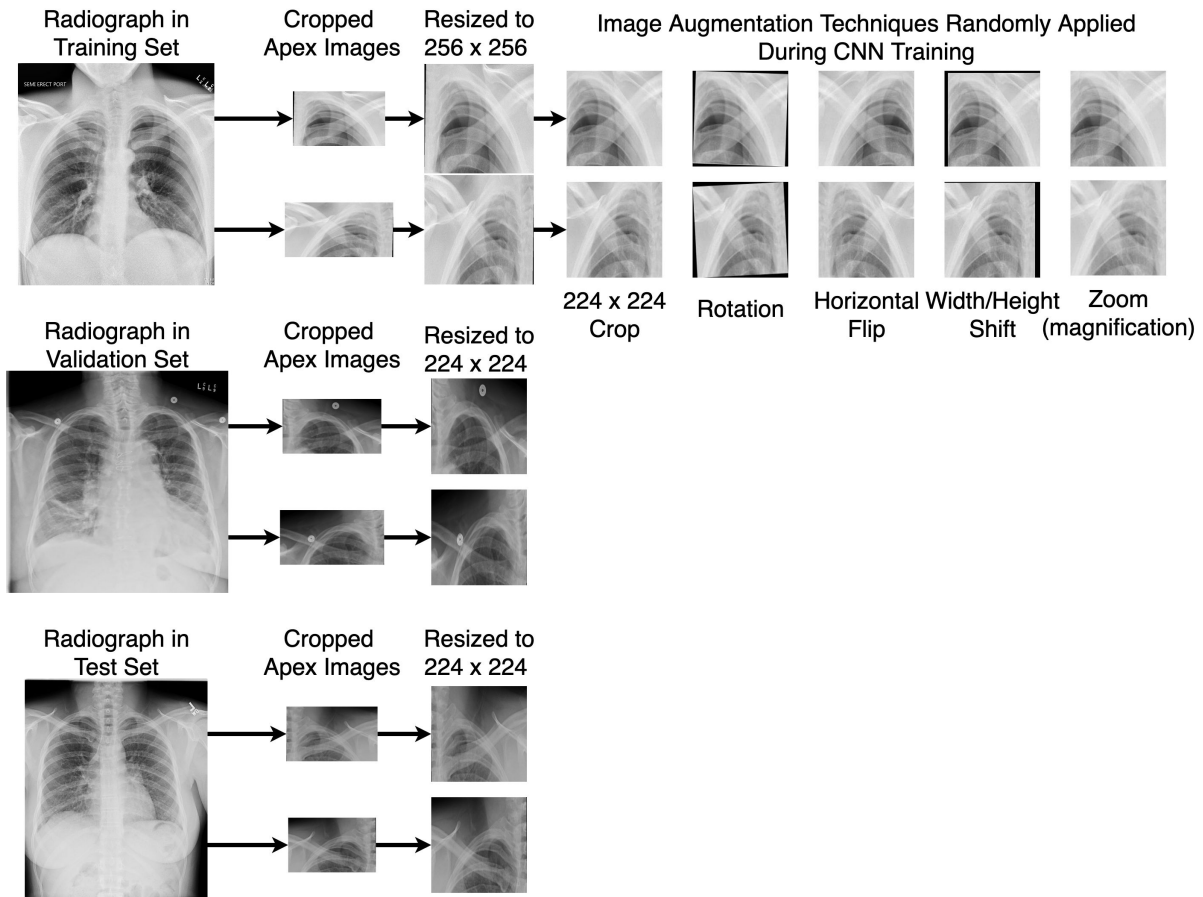 Radiograph in
Training Set
Cropped
Apex Images
Resized to
256 x 256
Image Augmentation Techniques Randomly Applied
During CNN Training
SEMI ERECT PORT
224 x 224
Crop
Rotation
Horizontal
Flip
Width/Height
Shift
Zoom
(magnification)
Radiograph in
Validation Set
Cropped
Apex Images
Resized to
224 x 224
Radiograph in
Test Set
Cropped
Apex Images
Resized to
224 x 224